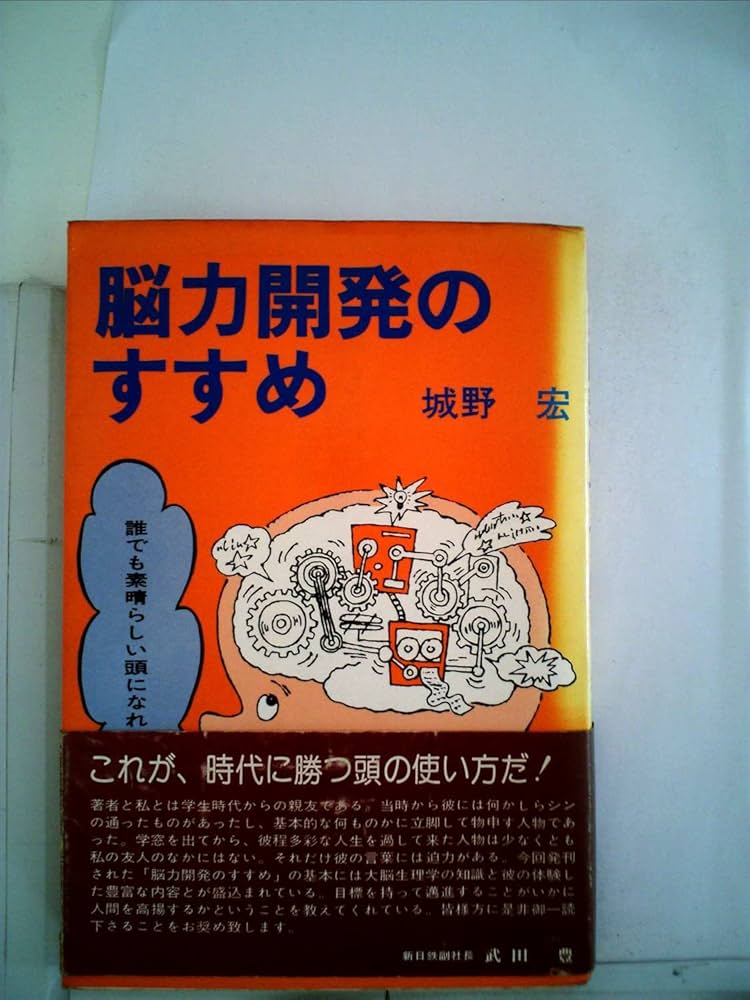 脳力開発の
すすめ
城野 宏
誰でも素晴らしい頭になれ
これが、時代に勝つ頭の使い方だ!
著者と私とは学生時代からの親友である。当時から彼には何かしらシン
の通ったものがあったし、基本的な何ものかに立脚して物申す人物であ
った。学窓を出てから、彼程多彩な人生を過して来た人物は少なくとも
私の友人のなかにはない。それだけ彼の言葉には迫力がある。今回発刊
された「脳力開発のすすめ」の基本には大脳生理学の知識と彼の体験し
た豊富な内容とが盛込まれている。目標を持って邁進することがいかに
人間を高揚するかということを教えてくれている。皆様方に是非御一読
下さることをお奨め致します。
新日鉄副社長 武田 豊